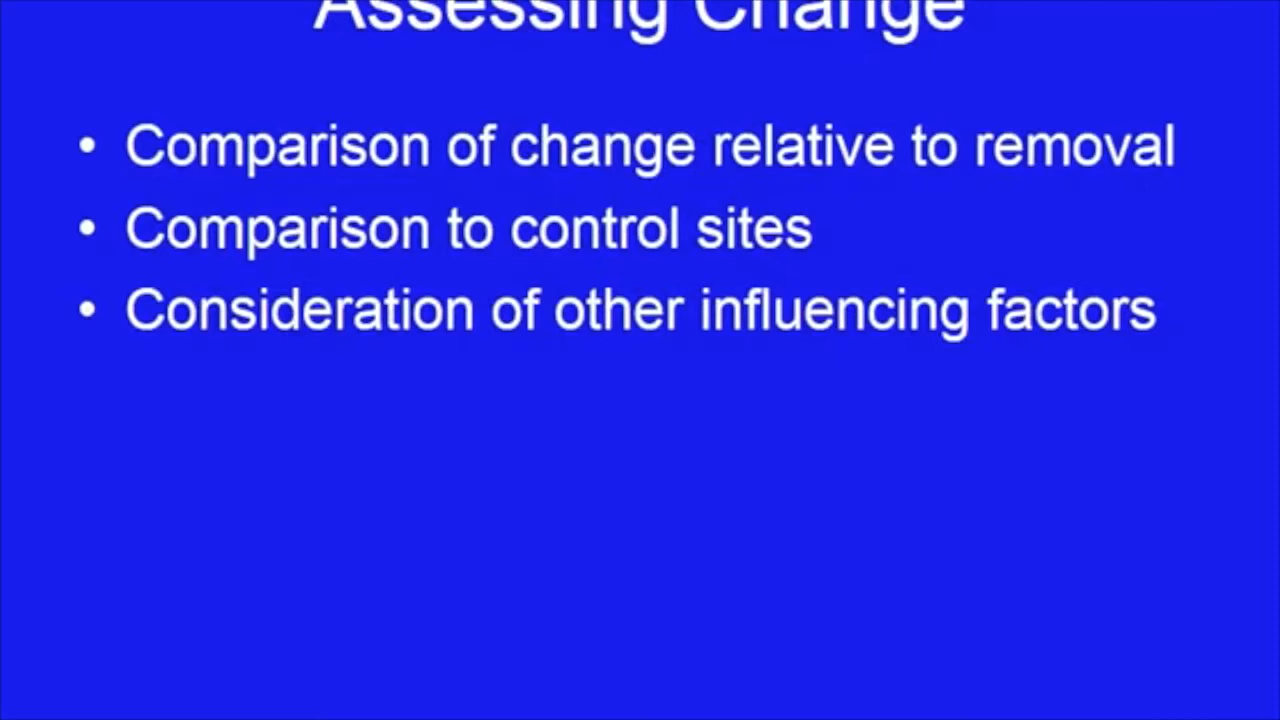 Assessing Change
• Comparison of change relative to removal
• Comparison to control sites
• Consideration of other influencing factors